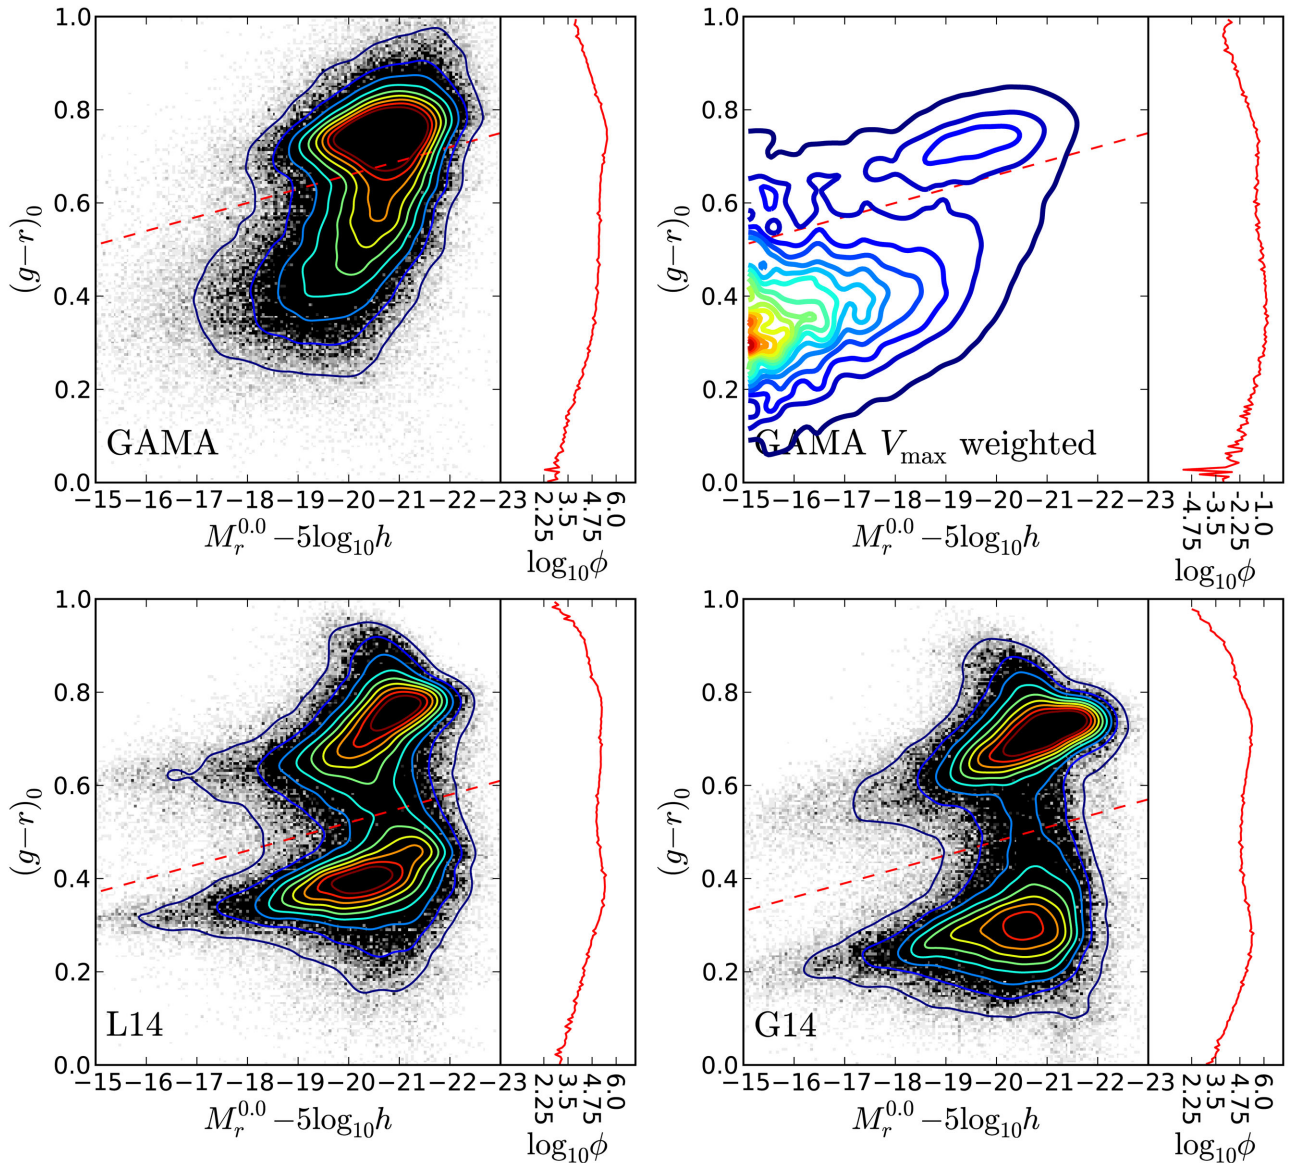 1.0
0.8
0.6
0.4
0.2
0.0
(g−r)₀
GAMA
−15 −16 −17 −18 −19 −20 −21 −22 −23
2.25 3.5 4.75 6.0
M_r^{0.0} −5log₁₀h
log₁₀ϕ
1.0
0.8
0.6
0.4
0.2
0.0
(g−r)₀
GAMA V_max weighted
−15 −16 −17 −18 −19 −20 −21 −22 −23
-4.75 -3.5 -2.25 -1.0
M_r^{0.0} −5log₁₀h
log₁₀ϕ
1.0
0.8
0.6
0.4
0.2
0.0
(g−r)₀
L14
−15 −16 −17 −18 −19 −20 −21 −22 −23
2.25 3.5 4.75 6.0
M_r^{0.0} −5log₁₀h
log₁₀ϕ
1.0
0.8
0.6
0.4
0.2
0.0
(g−r)₀
G14
−15 −16 −17 −18 −19 −20 −21 −22 −23
2.25 3.5 4.75 6.0
M_r^{0.0} −5log₁₀h
log₁₀ϕ